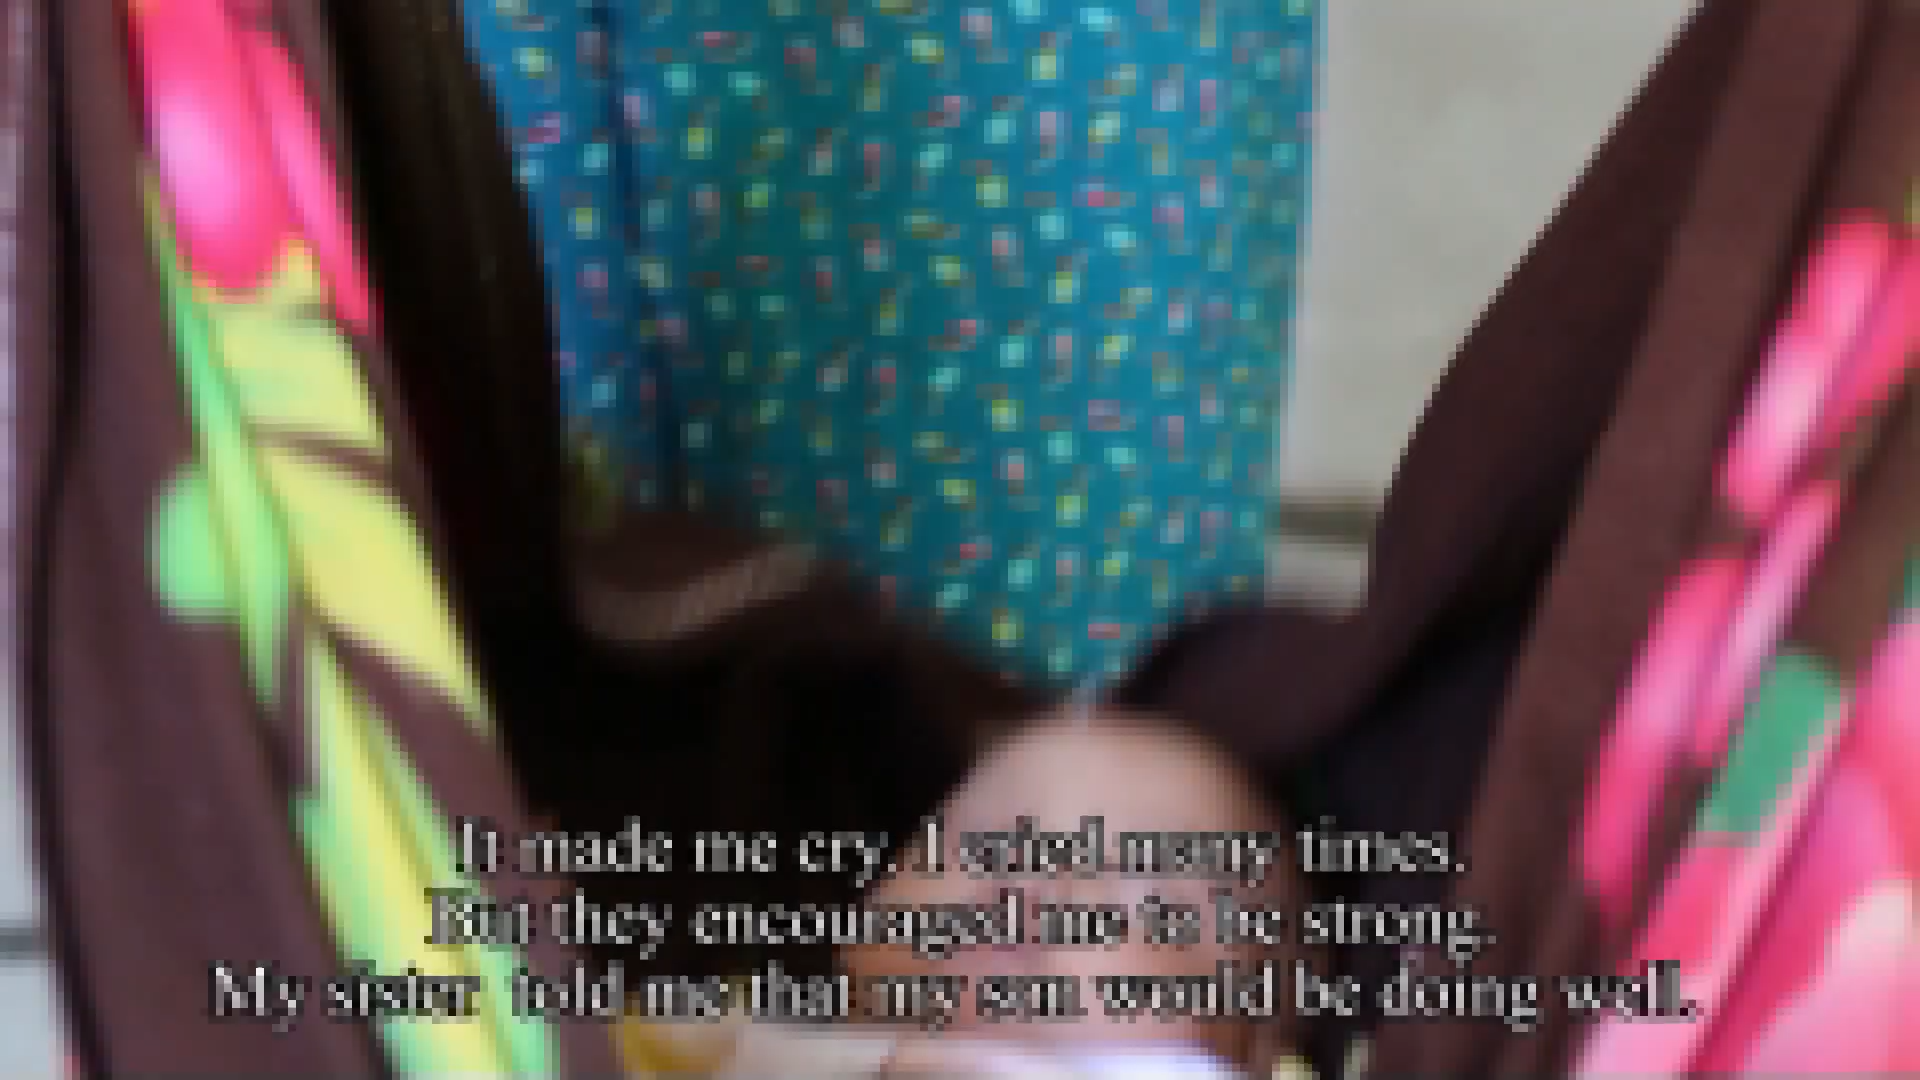 It made me cry. I cried many times.
But they encouraged me to be strong.
My sister told me that my son would be doing well.